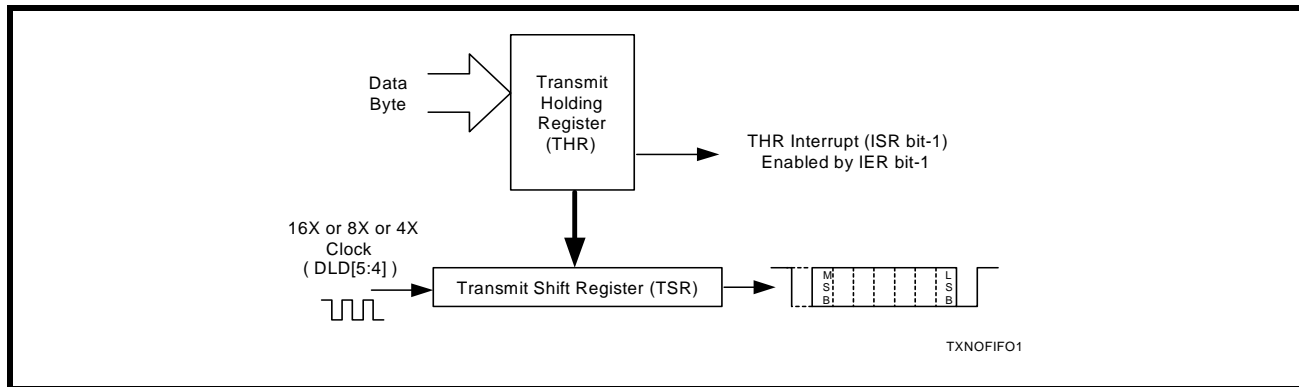 Data
Byte
Transmit
Holding
Register
(THR)
THR Interrupt (ISR bit-1)
Enabled by IER bit-1
16X or 8X or 4X
Clock
( DLD[5:4] )
Transmit Shift Register (TSR)
M
S
B
L
S
B
TXNOFIFO1